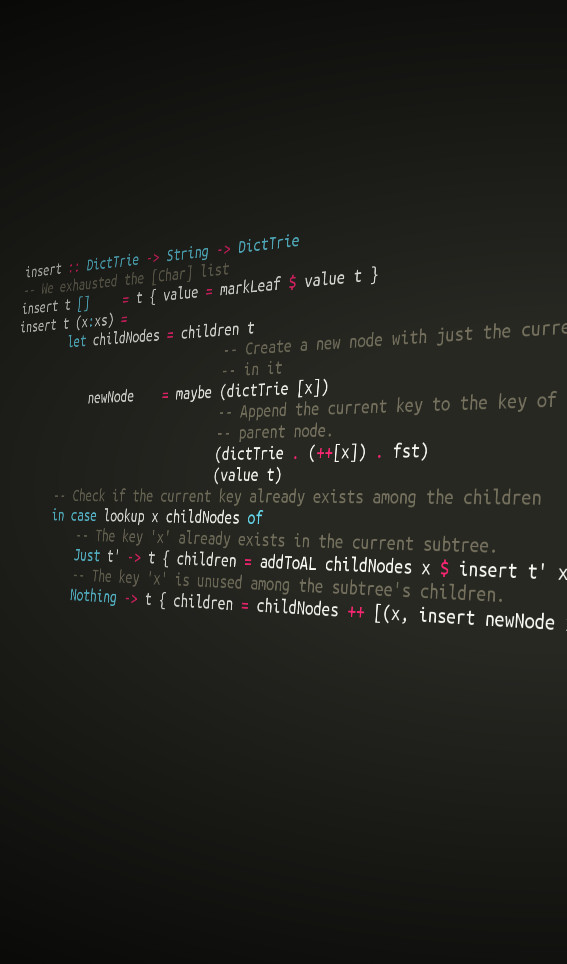 insert :: DictTrie -> String -> DictTrie
-- We exhausted the [Char] list
insert t [] = t { value = markLeaf $ value t }
insert t (x:xs) =
let childNodes = children t
-- Create a new node with just the curre
-- in it
newNode = maybe (dictTrie [x])
-- Append the current key to the key of
-- parent node.
(dictTrie . (++[x]) . fst)
(value t)
-- Check if the current key already exists among the children
in case lookup x childNodes of
-- The key 'x' already exists in the current subtree.
Just t' -> t { children = addToAL childNodes x $ insert t' x
-- The key 'x' is unused among the subtree's children.
Nothing -> t { children = childNodes ++ [(x, insert newNode